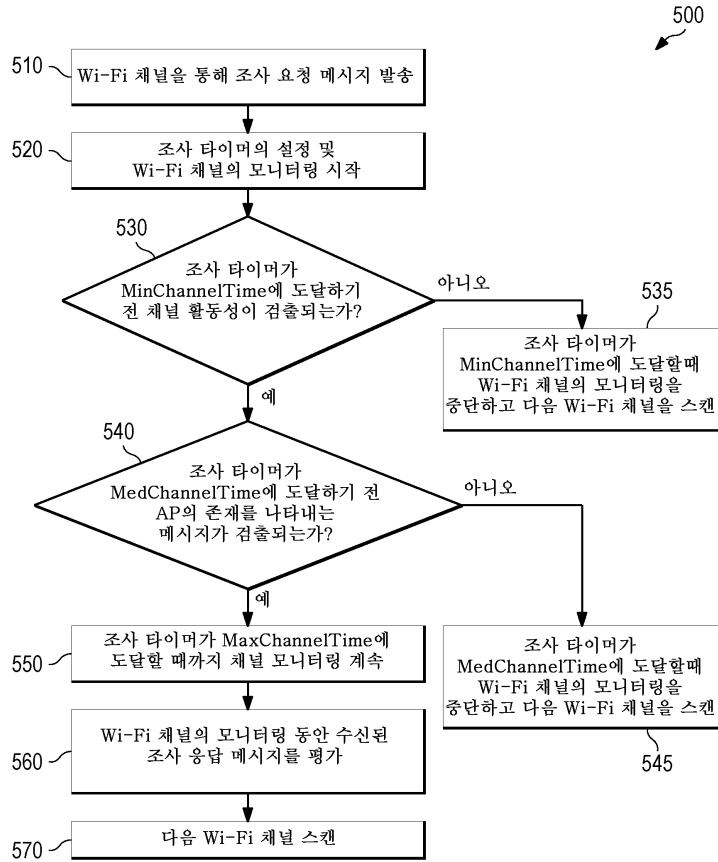 500
510
Wi-Fi 채널을 통해 조사 요청 메시지 발송
520
조사 타이머의 설정 및
Wi-Fi 채널의 모니터링 시작
530
조사 타이머가
MinChannelTime에 도달하기
전 채널 활동성이 검출되는가?
아니오
535
조사 타이머가
MinChannelTime에 도달할때
Wi-Fi 채널의 모니터링을
중단하고 다음 Wi-Fi 채널을 스캔
예
540
조사 타이머가
MedChannelTime에 도달하기 전
AP의 존재를 나타내는
메시지가 검출되는가?
아니오
예
550
조사 타이머가 MaxChannelTime에
도달할 때까지 채널 모니터링 계속
조사 타이머가
MedChannelTime에 도달할때
Wi-Fi 채널의 모니터링을
중단하고 다음 Wi-Fi 채널을 스캔
545
560
Wi-Fi 채널의 모니터링 동안 수신된
조사 응답 메시지를 평가
570
다음 Wi-Fi 채널 스캔